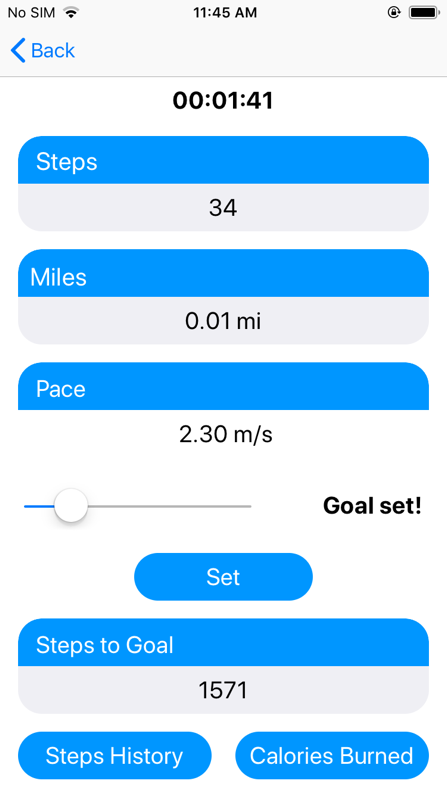 No SIM 11:45 AM
Back
00:01:41
Steps
34
Miles
0.01 mi
Pace
2.30 m/s
Goal set!
Set
Steps to Goal
1571
Steps History Calories Burned